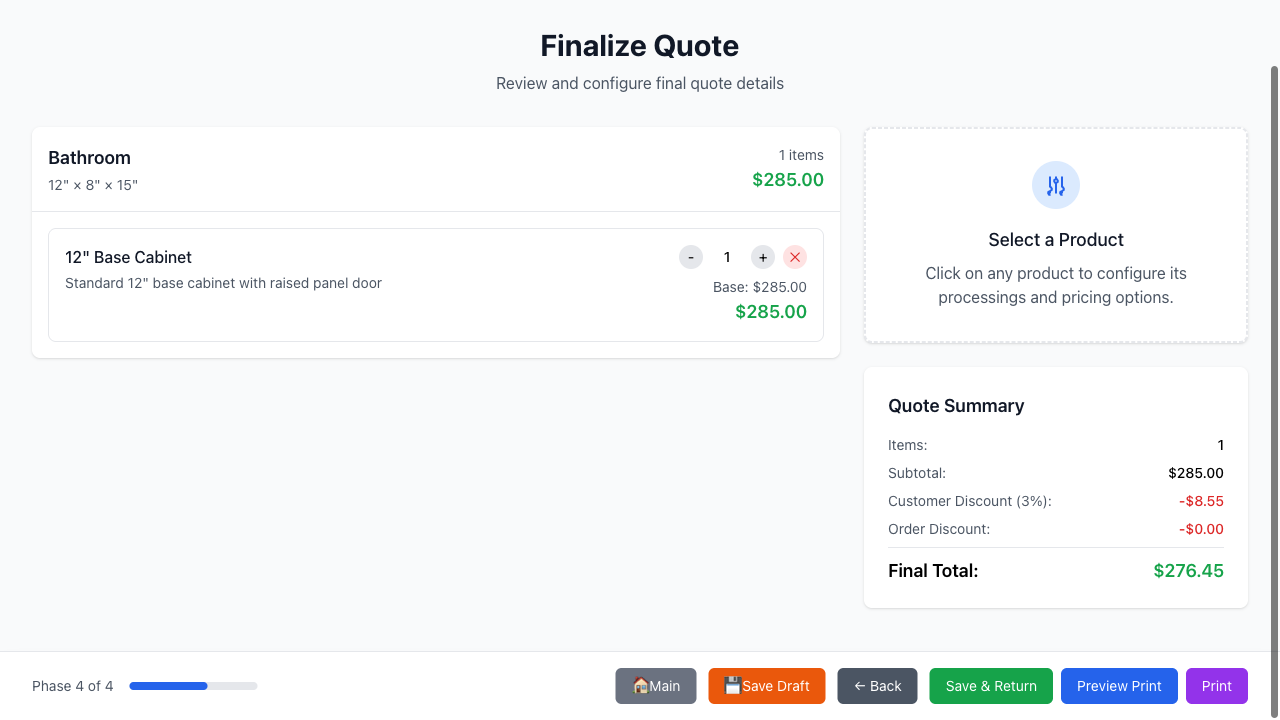 Finalize Quote
Review and configure final quote details
Bathroom
12" × 8" × 15"
1 items
$285.00
12" Base Cabinet
Standard 12" base cabinet with raised panel door
- 1 +
Base: $285.00
$285.00
Select a Product
Click on any product to configure its
processings and pricing options.
Quote Summary
Items: 1
Subtotal: $285.00
Customer Discount (3%): -$8.55
Order Discount: -$0.00
Final Total: $276.45
Phase 4 of 4
🏠Main
💾Save Draft
← Back
Save & Return
Preview Print
Print